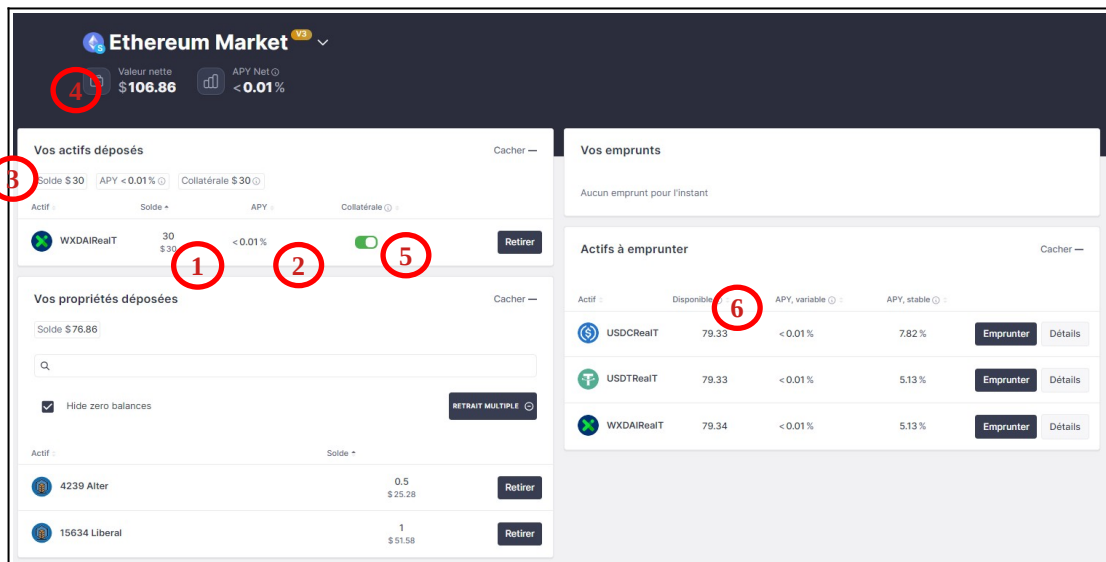 Ethereum Market V3
Valeur nette
$106.86
APY Net
<0.01%
4
Vos actifs déposés
Cacher —
3
Solde $30
APY <0.01%
Collatérale $30
Actif
Solde
APY
Collatérale
WXDAIRealT
30
$30
<0.01%
Retirer
1
2
5
Vos propriétés déposées
Cacher —
Solde $76.86
Hide zero balances
RETRAIT MULTIPLE
Actif
Solde
4239 Alter
0.5
$25.28
Retirer
15634 Liberal
1
$51.58
Retirer
Vos emprunts
Aucun emprunt pour l'instant
Actifs à emprunter
Cacher —
Actif
Disponible
APY, variable
APY, stable
6
USDCRealT
79.33
<0.01%
7.82%
Emprunter
Détails
USDTRealT
79.33
<0.01%
5.13%
Emprunter
Détails
WXDAIRealT
79.34
<0.01%
5.13%
Emprunter
Détails